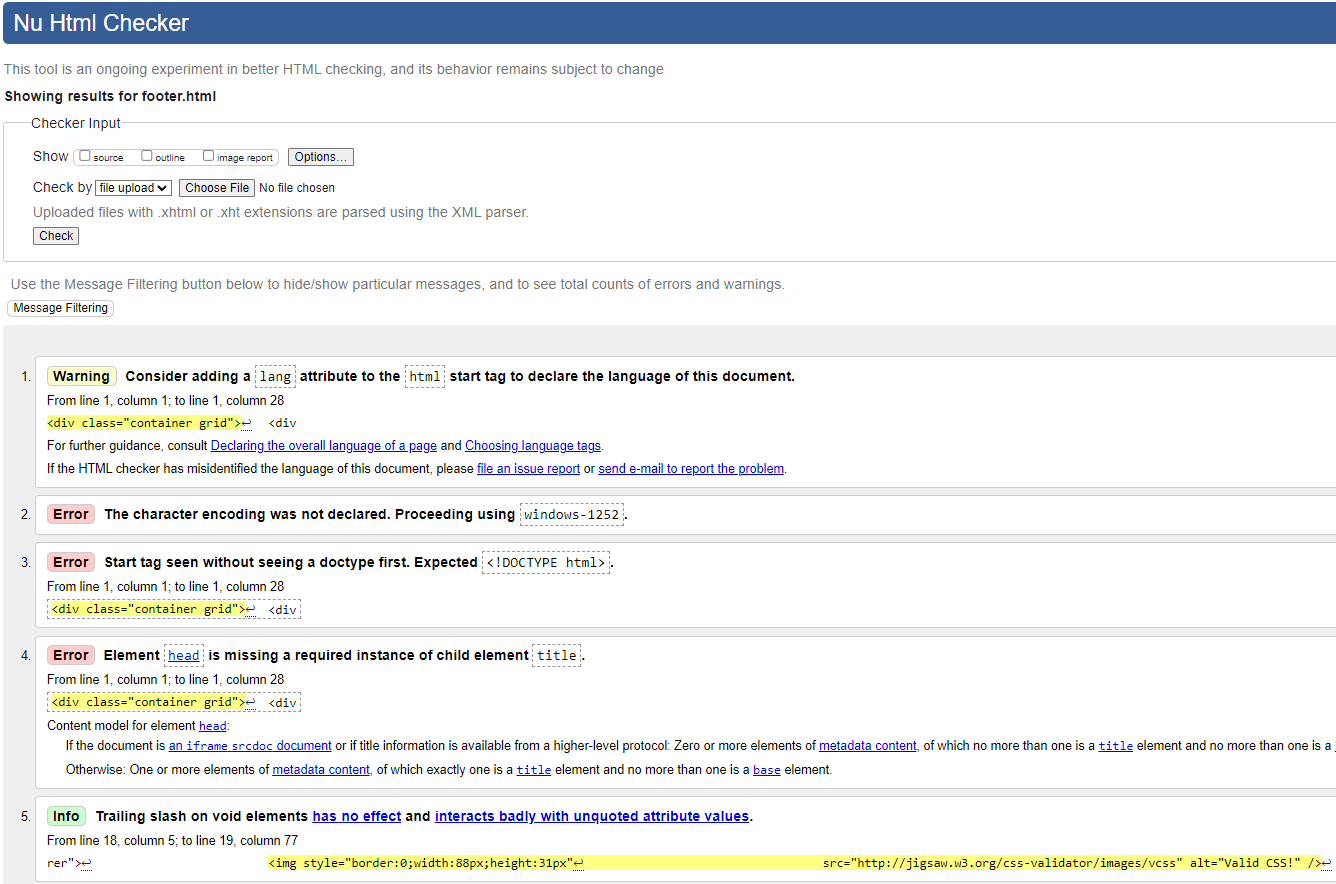 Nu Html Checker
This tool is an ongoing experiment in better HTML checking, and its behavior remains subject to change
Showing results for footer.html
Checker Input
Show source outline image report Options...
Check by file upload Choose File No file chosen
Uploaded files with .xhtml or .xht extensions are parsed using the XML parser.
Check
Use the Message Filtering button below to hide/show particular messages, and to see total counts of errors and warnings.
Message Filtering
1. Warning Consider adding a lang attribute to the html start tag to declare the language of this document.
From line 1, column 1; to line 1, column 28
<div class="container grid">↩ <div
For further guidance, consult Declaring the overall language of a page and Choosing language tags.
If the HTML checker has misidentified the language of this document, please file an issue report or send e-mail to report the problem.
2. Error The character encoding was not declared. Proceeding using windows-1252.
3. Error Start tag seen without seeing a doctype first. Expected <!DOCTYPE html>.
From line 1, column 1; to line 1, column 28
<div class="container grid">↩ <div
4. Error Element head is missing a required instance of child element title.
From line 1, column 1; to line 1, column 28
<div class="container grid">↩ <div
Content model for element head:
If the document is an iframe srcdoc document or if title information is available from a higher-level protocol: Zero or more elements of metadata content, of which no more than one is a title element and no more than one is a
Otherwise: One or more elements of metadata content, of which exactly one is a title element and no more than one is a base element.
5. Info Trailing slash on void elements has no effect and interacts badly with unquoted attribute values.
From line 18, column 5; to line 19, column 77
rer">↩ <img style="border:0;width:88px;height:31px"↩ src="http://jigsaw.w3.org/css-validator/images/vcss" alt="Valid CSS!" />↩